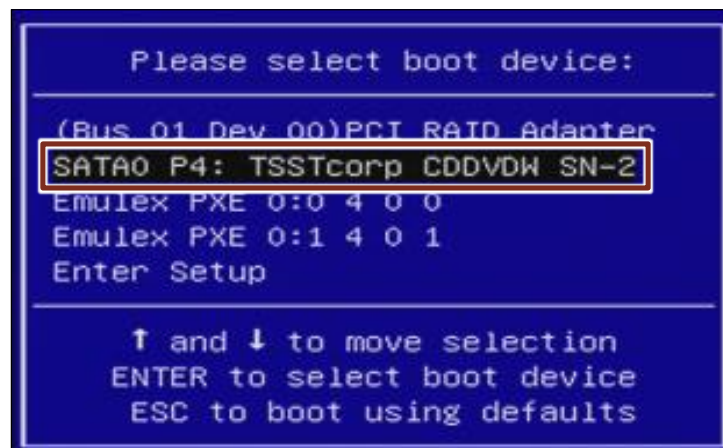 Please select boot device:
(Bus 01 Dev 00)PCI RAID Adapter
SATA0 P4: TSSTcorp CDDVDW SN-2
Emulex PXE 0:0 4 0 0
Emulex PXE 0:1 4 0 1
Enter Setup
↑ and ↓ to move selection
ENTER to select boot device
ESC to boot using defaults